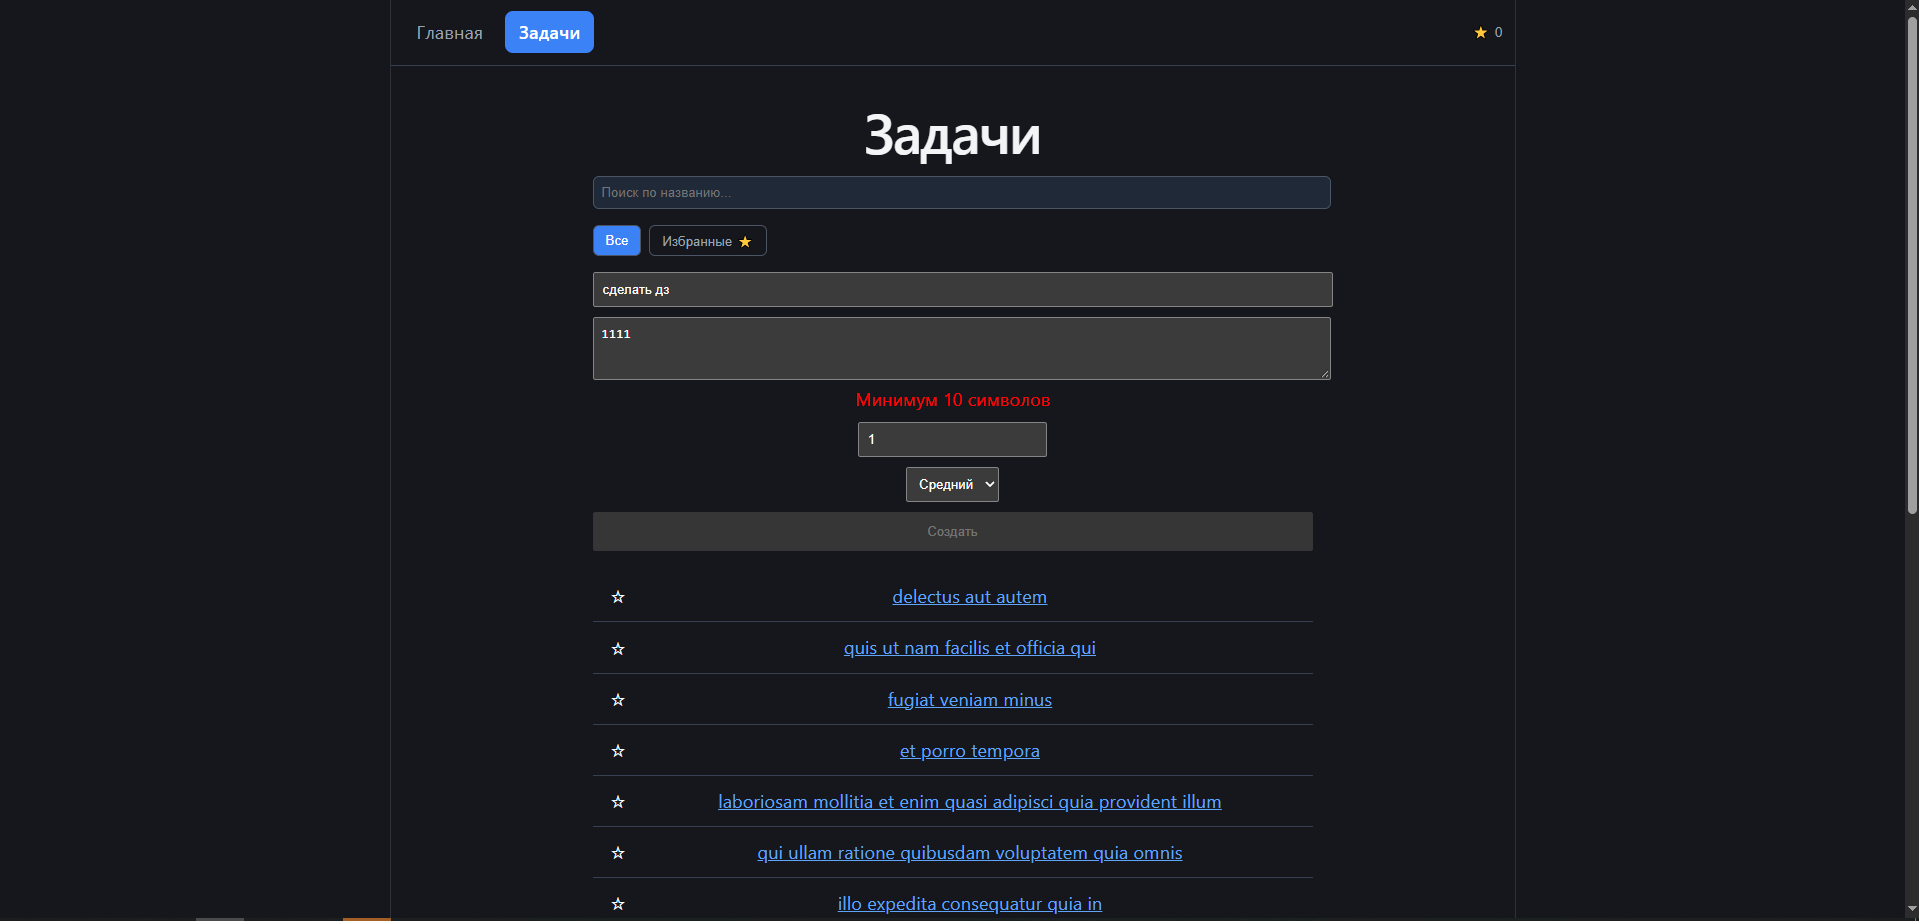 Главная Задачи ★ 0
Задачи
Поиск по названию...
Все Избранные ★
сделать дз
1111
Минимум 10 символов
1
Средний
Создать
☆ delectus aut autem
☆ quis ut nam facilis et officia qui
☆ fugiat veniam minus
☆ et porro tempora
☆ laboriosam mollitia et enim quasi adipisci quia provident illum
☆ qui ullam ratione quibusdam voluptatem quia omnis
☆ illo expedita consequatur quia in